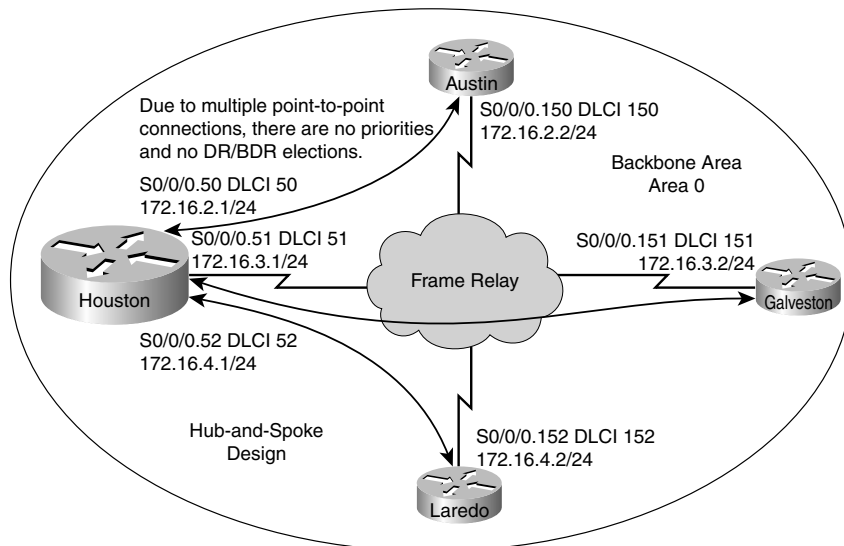 Austin
Due to multiple point-to-point
connections, there are no priorities
and no DR/BDR elections.
S0/0/0.150 DLCI 150
172.16.2.2/24
Backbone Area
Area 0
S0/0/0.50 DLCI 50
172.16.2.1/24
S0/0/0.51 DLCI 51
172.16.3.1/24
S0/0/0.151 DLCI 151
172.16.3.2/24
Frame Relay
Houston
Galveston
S0/0/0.52 DLCI 52
172.16.4.1/24
Hub-and-Spoke
Design
S0/0/0.152 DLCI 152
172.16.4.2/24
Laredo